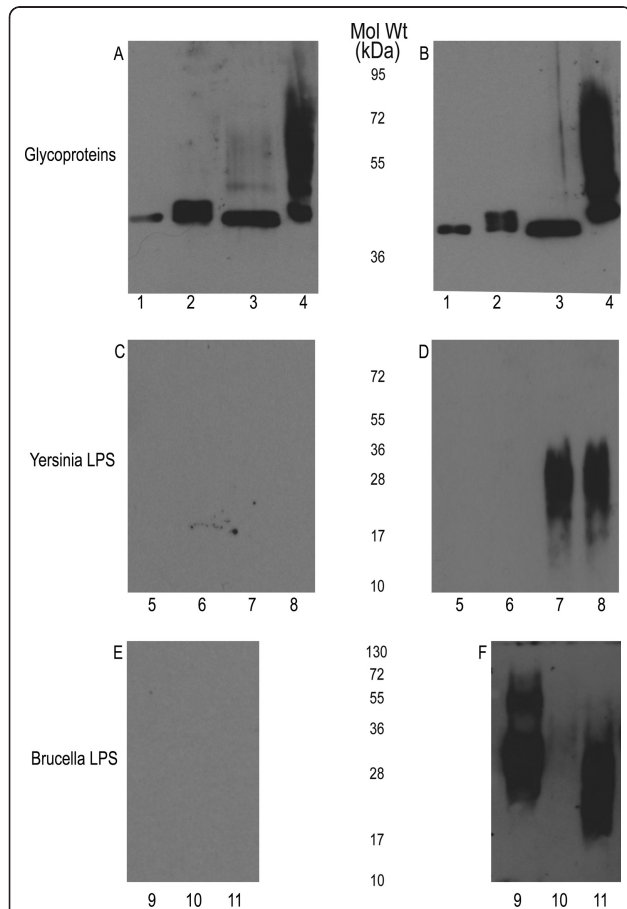 Mol Wt
(kDa)
A
B
95
72
Glycoproteins
55
36
1 2 3 4
1 2 3 4
C
D
72
55
36
Yersinia LPS
28
17
10
5 6 7 8
5 6 7 8
E
F
130
72
55
36
Brucella LPS
28
17
10
9 10 11
9 10 11